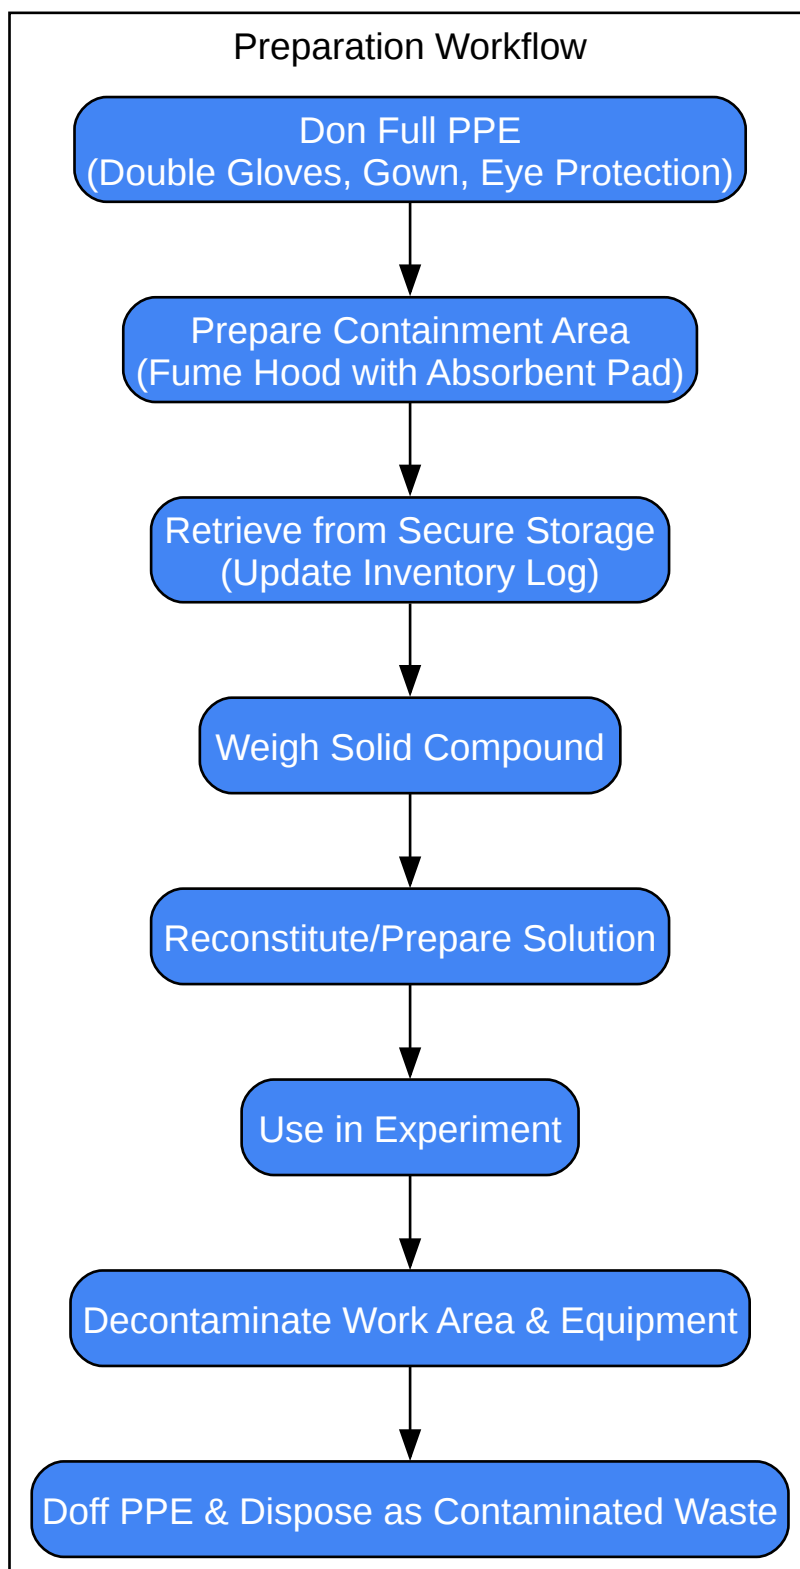 Preparation Workflow
Don Full PPE
(Double Gloves, Gown, Eye Protection)
Prepare Containment Area
(Fume Hood with Absorbent Pad)
Retrieve from Secure Storage
(Update Inventory Log)
Weigh Solid Compound
Reconstitute/Prepare Solution
Use in Experiment
Decontaminate Work Area & Equipment
Doff PPE & Dispose as Contaminated Waste